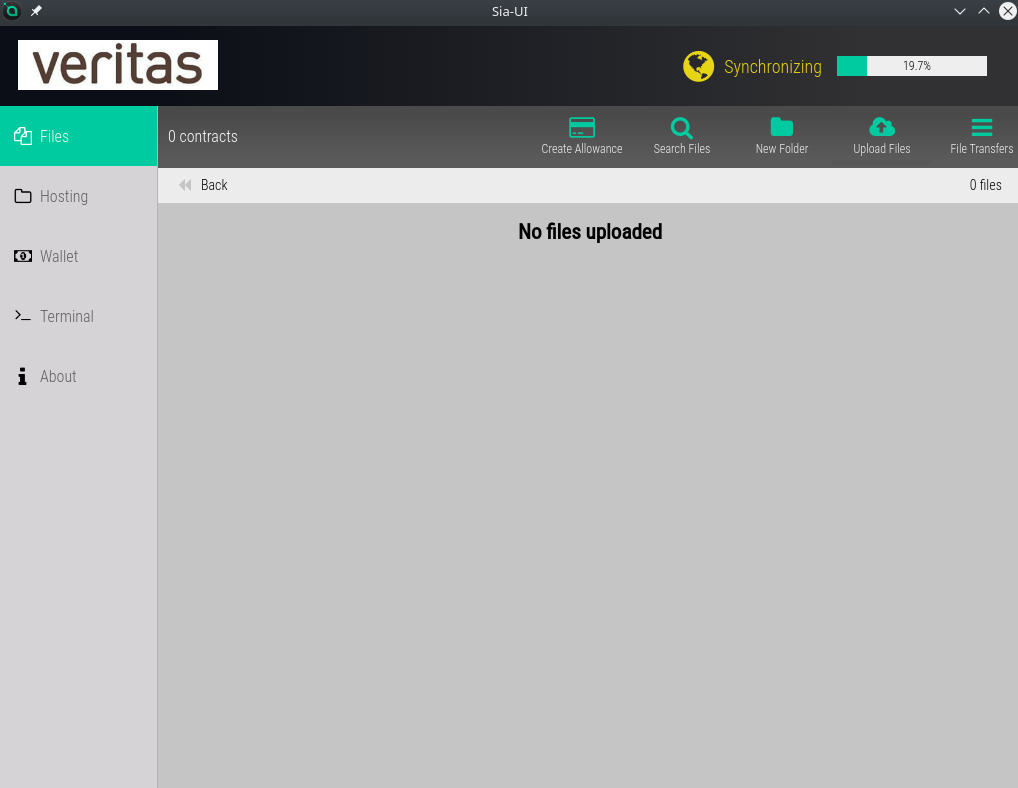 Sia-UI
veritas
Synchronizing 19.7%
Files
0 contracts
Create Allowance
Search Files
New Folder
Upload Files
File Transfers
Back
0 files
Hosting
Wallet
Terminal
About
No files uploaded